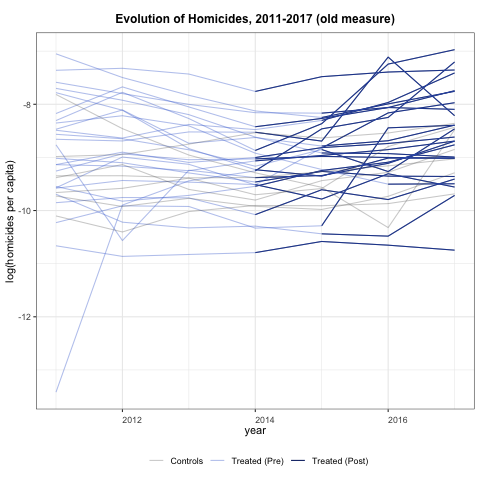 Evolution of Homicides, 2011-2017 (old measure)
log(homicides per capita)
-8
-10
-12
2012
2014
2016
year
Controls
Treated (Pre)
Treated (Post)